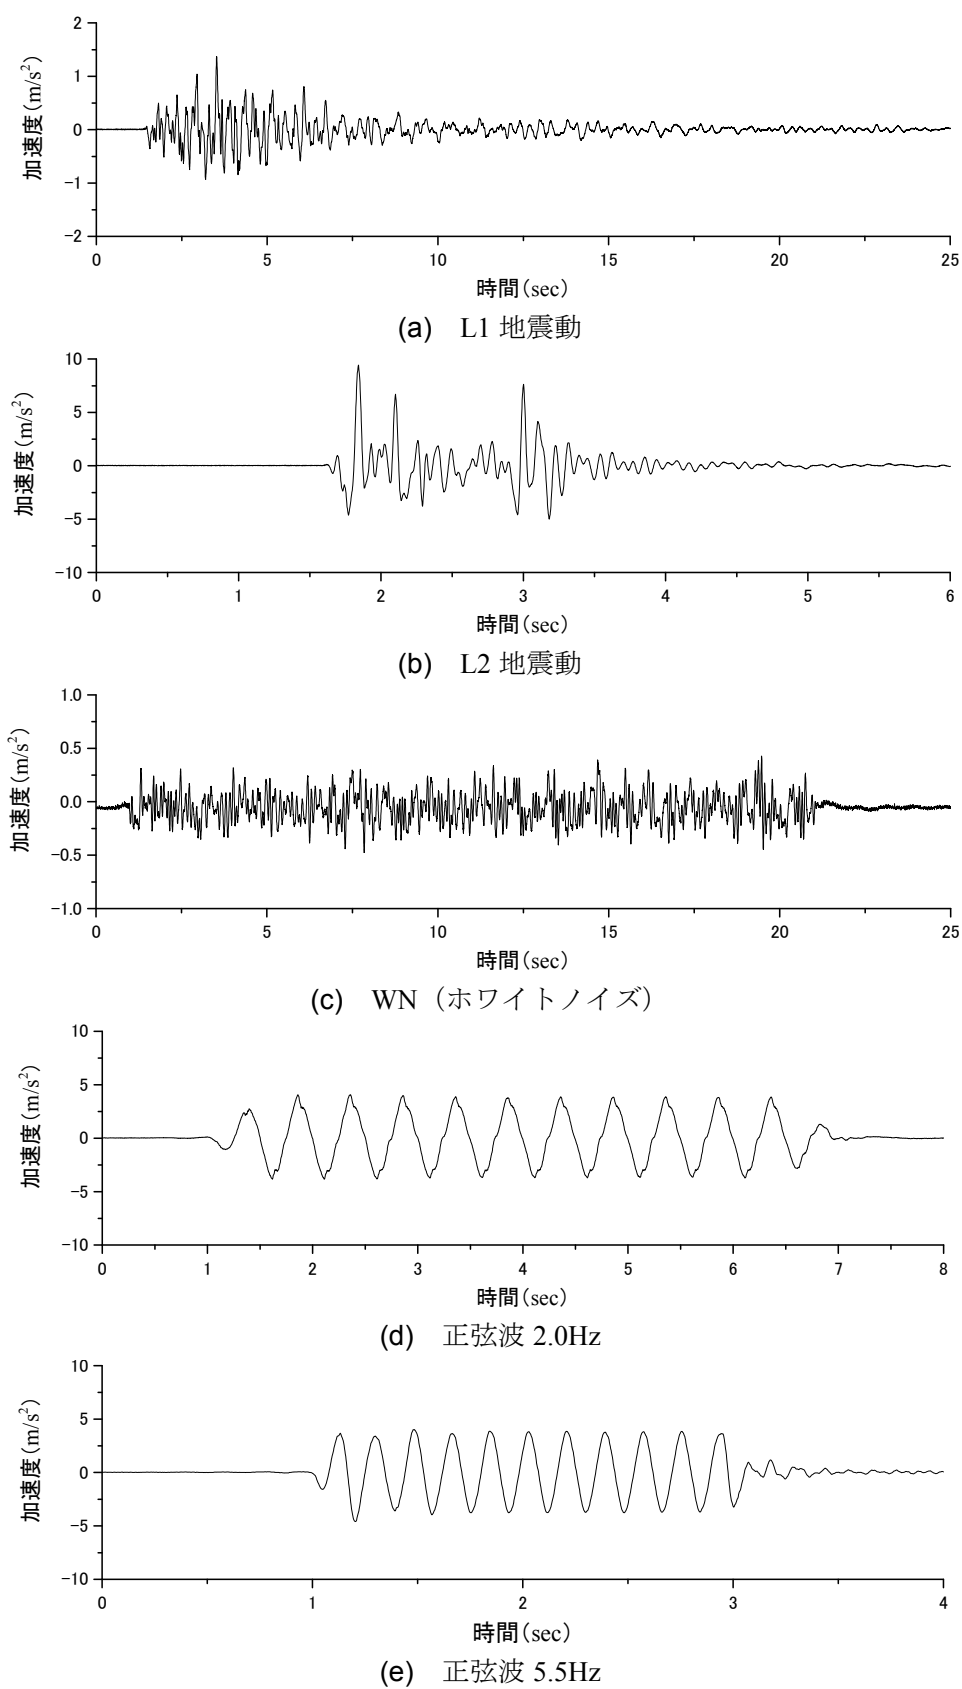 2
1
0
−1
−2
加速度(m/s²)
0 5 10 15 20 25
時間(sec)
(a) L1 地震動
10
5
0
−5
−10
加速度(m/s²)
0 1 2 3 4 5 6
時間(sec)
(b) L2 地震動
1.0
0.5
0.0
−0.5
−1.0
加速度(m/s²)
0 5 10 15 20 25
時間(sec)
(c) WN（ホワイトノイズ）
10
5
0
−5
−10
加速度(m/s²)
0 1 2 3 4 5 6 7 8
時間(sec)
(d) 正弦波 2.0Hz
10
5
0
−5
−10
加速度(m/s²)
0 1 2 3 4
時間(sec)
(e) 正弦波 5.5Hz